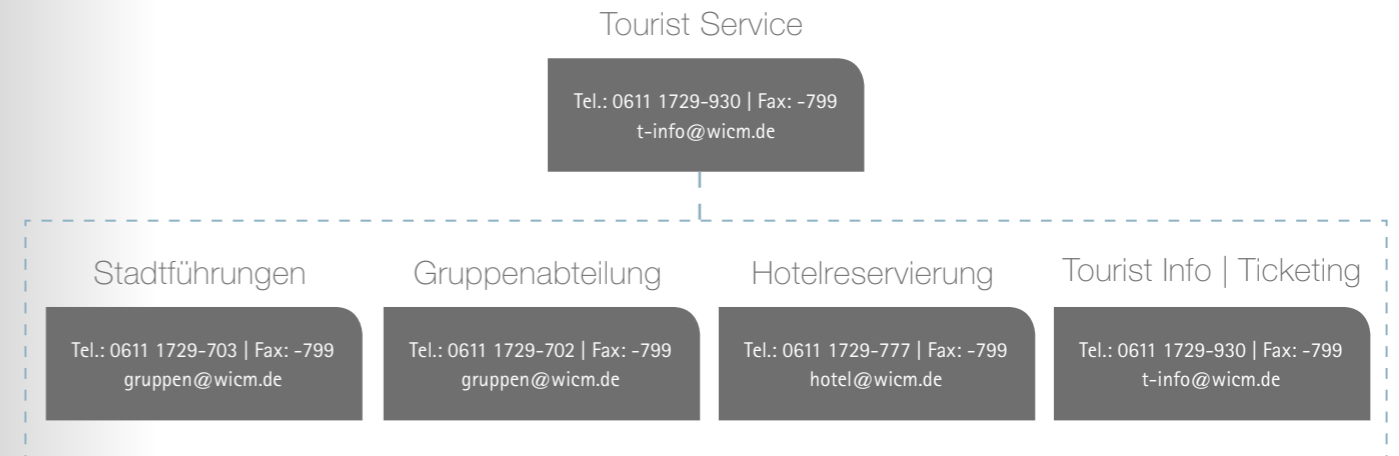 Tourist Service
Tel.: 0611 1729-930 | Fax: -799
t-info@wicm.de
Stadtführungen
Tel.: 0611 1729-703 | Fax: -799
gruppen@wicm.de
Gruppenabteilung
Tel.: 0611 1729-702 | Fax: -799
gruppen@wicm.de
Hotelreservierung
Tel.: 0611 1729-777 | Fax: -799
hotel@wicm.de
Tourist Info | Ticketing
Tel.: 0611 1729-930 | Fax: -799
t-info@wicm.de